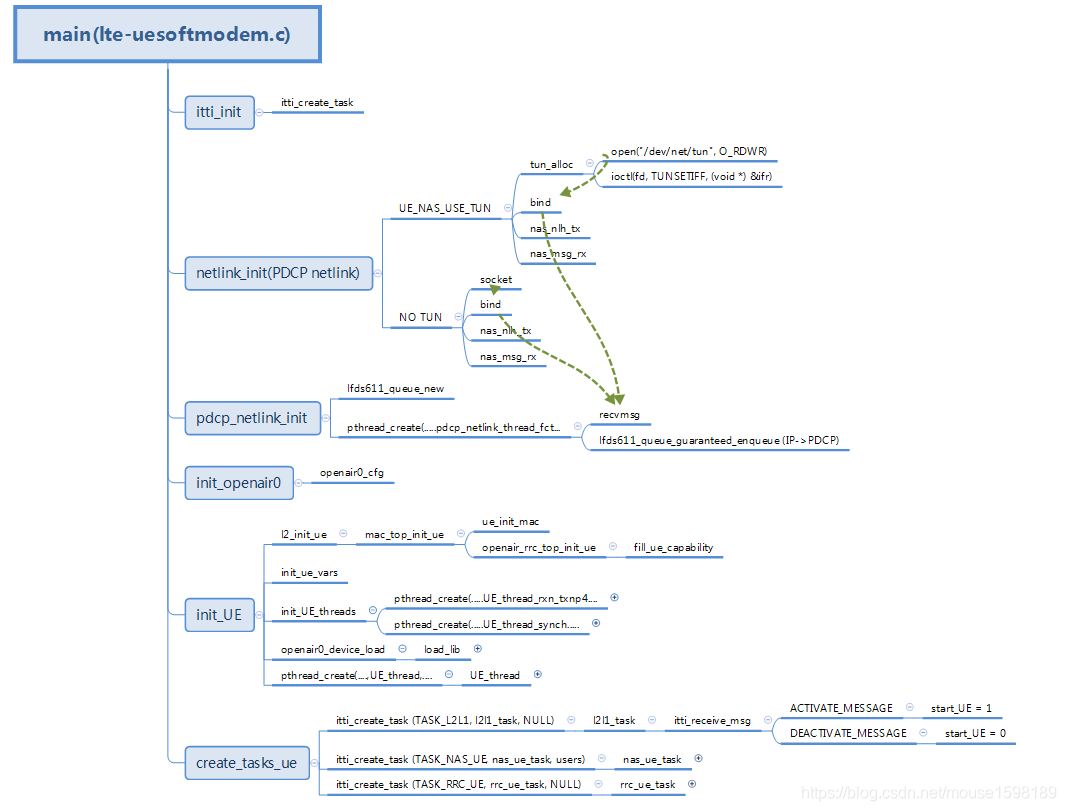 main(lte-uesoftmodem.c)
itti_init
itti_create_task
netlink_init(PDCP netlink)
UE_NAS_USE_TUN
tun_alloc
open("/dev/net/tun", O_RDWR)
ioctl(fd, TUNSETIFF, (void *) &ifr)
bind
nas_nlh_tx
nas_msg_rx
NO TUN
socket
bind
nas_nlh_tx
nas_msg_rx
pdcp_netlink_init
lfds611_queue_new
pthread_create(.....pdcp_netlink_thread_fct...
recvmsg
lfds611_queue_guaranteed_enqueue (IP->PDCP)
init_openair0
openair0_cfg
init_UE
l2_init_ue
mac_top_init_ue
ue_init_mac
openair_rrc_top_init_ue
fill_ue_capability
init_ue_vars
init_UE_threads
pthread_create(.....UE_thread_rxn_txnp4....
pthread_create(.....UE_thread_synch.....
openair0_device_load
load_lib
pthread_create(....,UE_thread,....
UE_thread
create_tasks_ue
itti_create_task (TASK_L2L1, l2l1_task, NULL)
l2l1_task
itti_receive_msg
ACTIVATE_MESSAGE
start_UE = 1
DEACTIVATE_MESSAGE
start_UE = 0
itti_create_task (TASK_NAS_UE, nas_ue_task, users)
nas_ue_task
itti_create_task (TASK_RRC_UE, rrc_ue_task, NULL)
rrc_ue_task
https://blog.csdn.net/mouse1598189